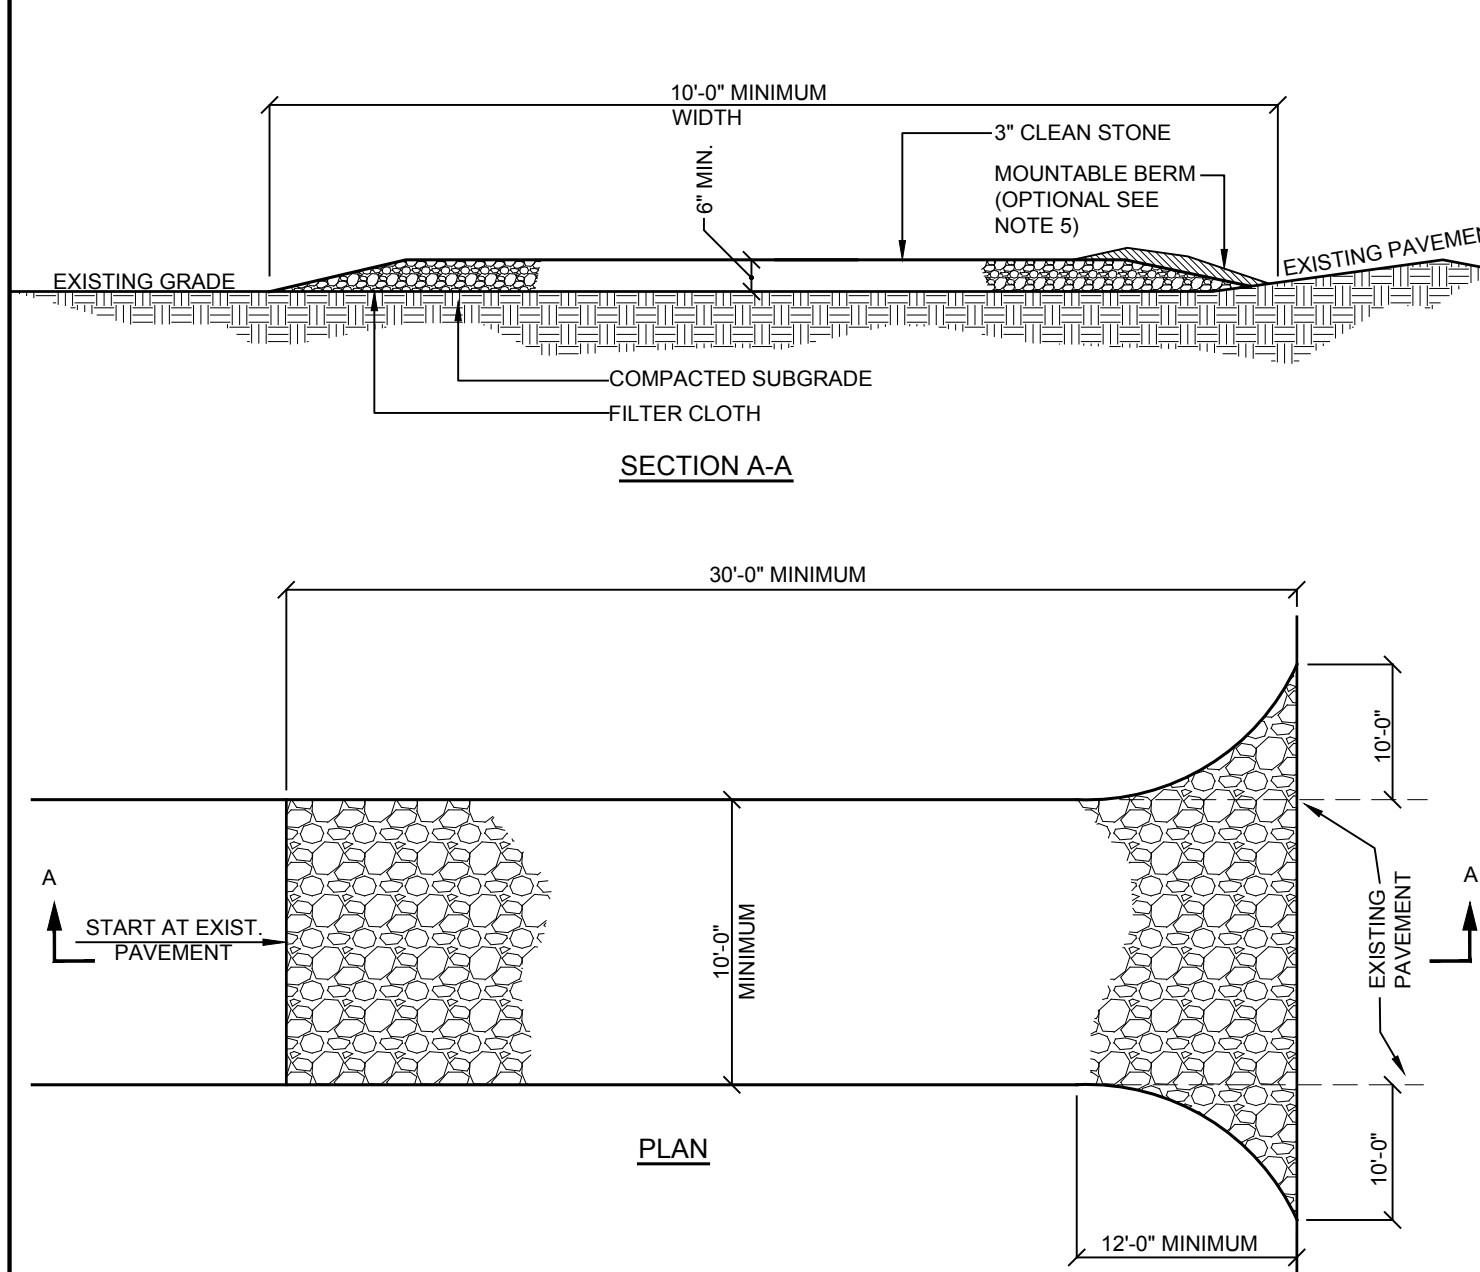 10'-0" MINIMUM
WIDTH
3" CLEAN STONE
6" MIN.
MOUNTABLE BERM
(OPTIONAL SEE
NOTE 5)
EXISTING GRADE
EXISTING PAVEMEN
COMPACTED SUBGRADE
FILTER CLOTH
SECTION A-A
30'-0" MINIMUM
10'-0"
A
START AT EXIST.
PAVEMENT
10'-0"
MINIMUM
EXISTING
PAVEMENT
A
PLAN
10'-0"
12'-0" MINIMUM